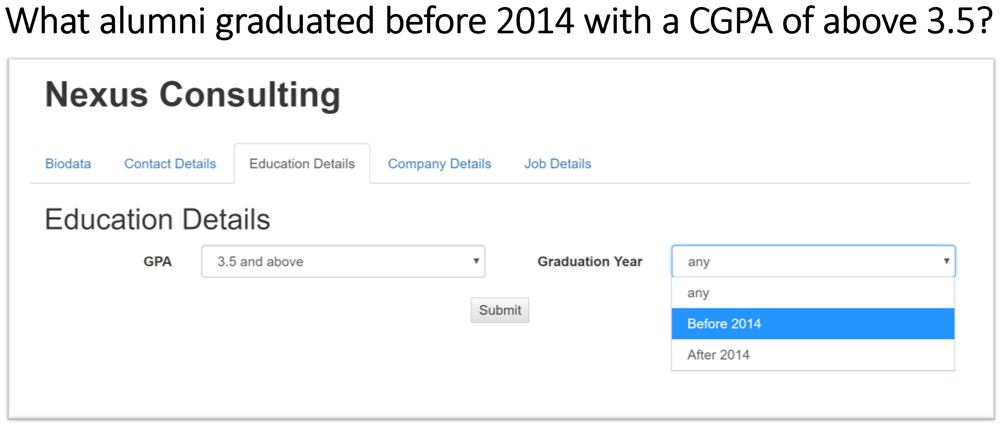 What alumni graduated before 2014 with a CGPA of above 3.5?
Nexus Consulting
Biodata Contact Details Education Details Company Details Job Details
Education Details
GPA 3.5 and above Graduation Year any
any
Submit
Before 2014
After 2014